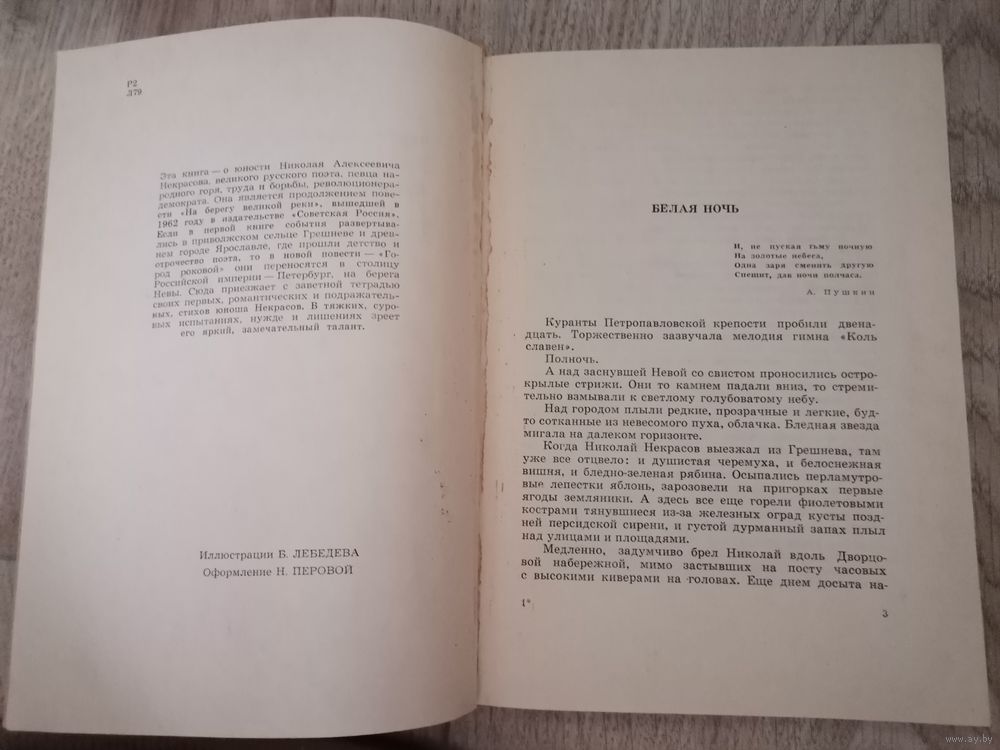 Р2
Л79
Эта книга — о юности Николая Алексеевича
Некрасова, великого русского поэта, певца на-
родного горя, труда и борьбы, революционера-
демократа. Она является продолжением пове-
сти «На берегу великой реки», вышедшей в
1962 году в издательстве «Советская Россия».
Если в первой книге события развертыва-
лись в приволжском сельце Грешневе и древ-
нем городе Ярославле, где прошли детство и
отрочество поэта, то в новой повести — «Го-
род роковой» они переносятся в столицу
Российской империи — Петербург, на берега
Невы. Сюда приезжает с заветной тетрадью
своих первых, романтических и подражатель-
ных, стихов юноша Некрасов. В тяжких, суро-
вых испытаниях, нужде и лишениях зреет
его яркий, замечательный талант.
Иллюстрации Б. ЛЕБЕДЕВА
Оформление Н. ПЕРОВОЙ
БЕЛАЯ НОЧЬ
И, не пуская тьму ночную
На золотые небеса,
Одна заря сменить другую
Спешит, дав ночи полчаса.
А. Пушкин
Куранты Петропавловской крепости пробили двена-
дцать. Торжественно зазвучала мелодия гимна «Коль
славен».
Полночь.
А над заснувшей Невой со свистом проносились остро-
крылые стрижи. Они то камнем падали вниз, то стреми-
тельно взмывали к светлому голубоватому небу.
Над городом плыли редкие, прозрачные и легкие, буд-
то сотканные из невесомого пуха, облачка. Бледная звезда
мигала на далеком горизонте.
Когда Николай Некрасов выезжал из Грешнева, там
уже все отцвело: и душистая черемуха, и белоснежная
вишня, и бледно-зеленая рябина. Осыпались перламутро-
вые лепестки яблонь, зарозовели на пригорках первые
ягоды земляники. А здесь все еще горели фиолетовыми
кострами тянувшиеся из-за железных оград кусты позд-
ней персидской сирени, и густой дурманный запах плыл
над улицами и площадями.
Медленно, задумчиво брел Николай вдоль Дворцо-
вой набережной, мимо застывших на посту часовых
с высокими киверами на головах. Еще днем досыта на-
1*
3
www.ay.by